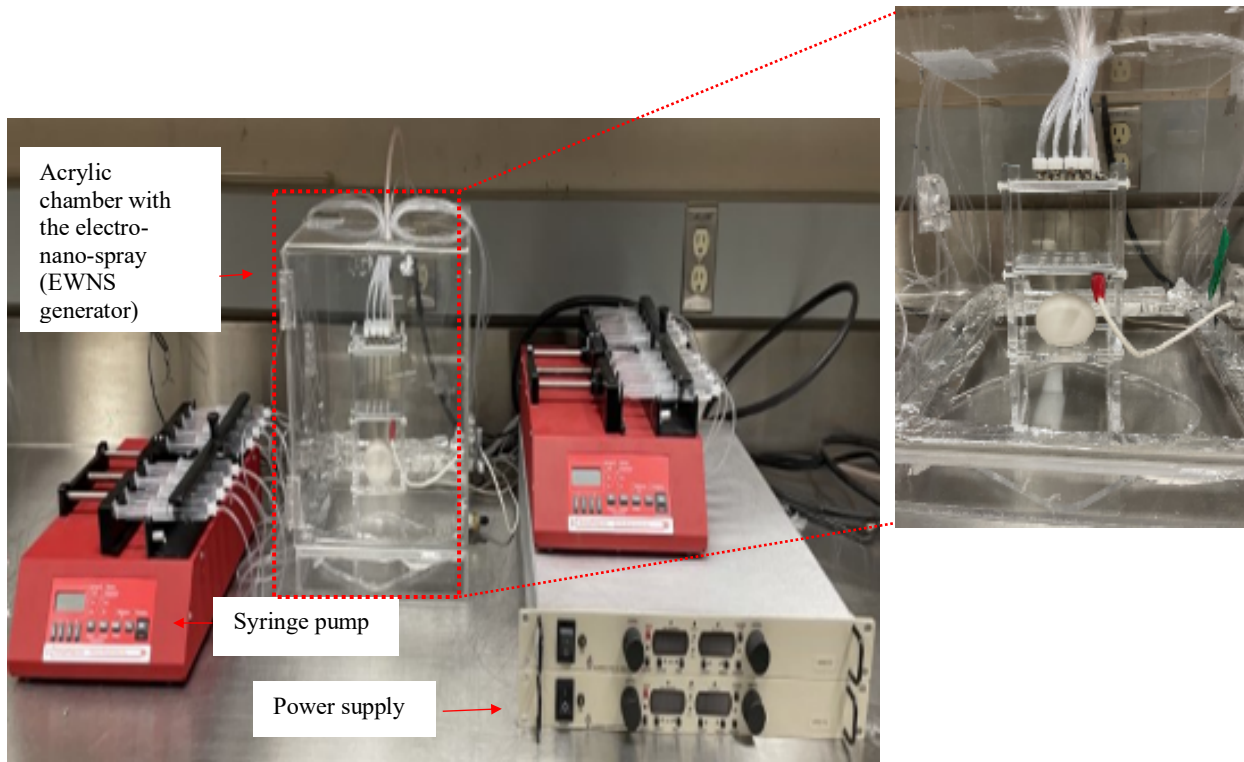 Acrylic
chamber with
the electro-
nano-spray
(EWNS
generator)
Syringe pump
Power supply